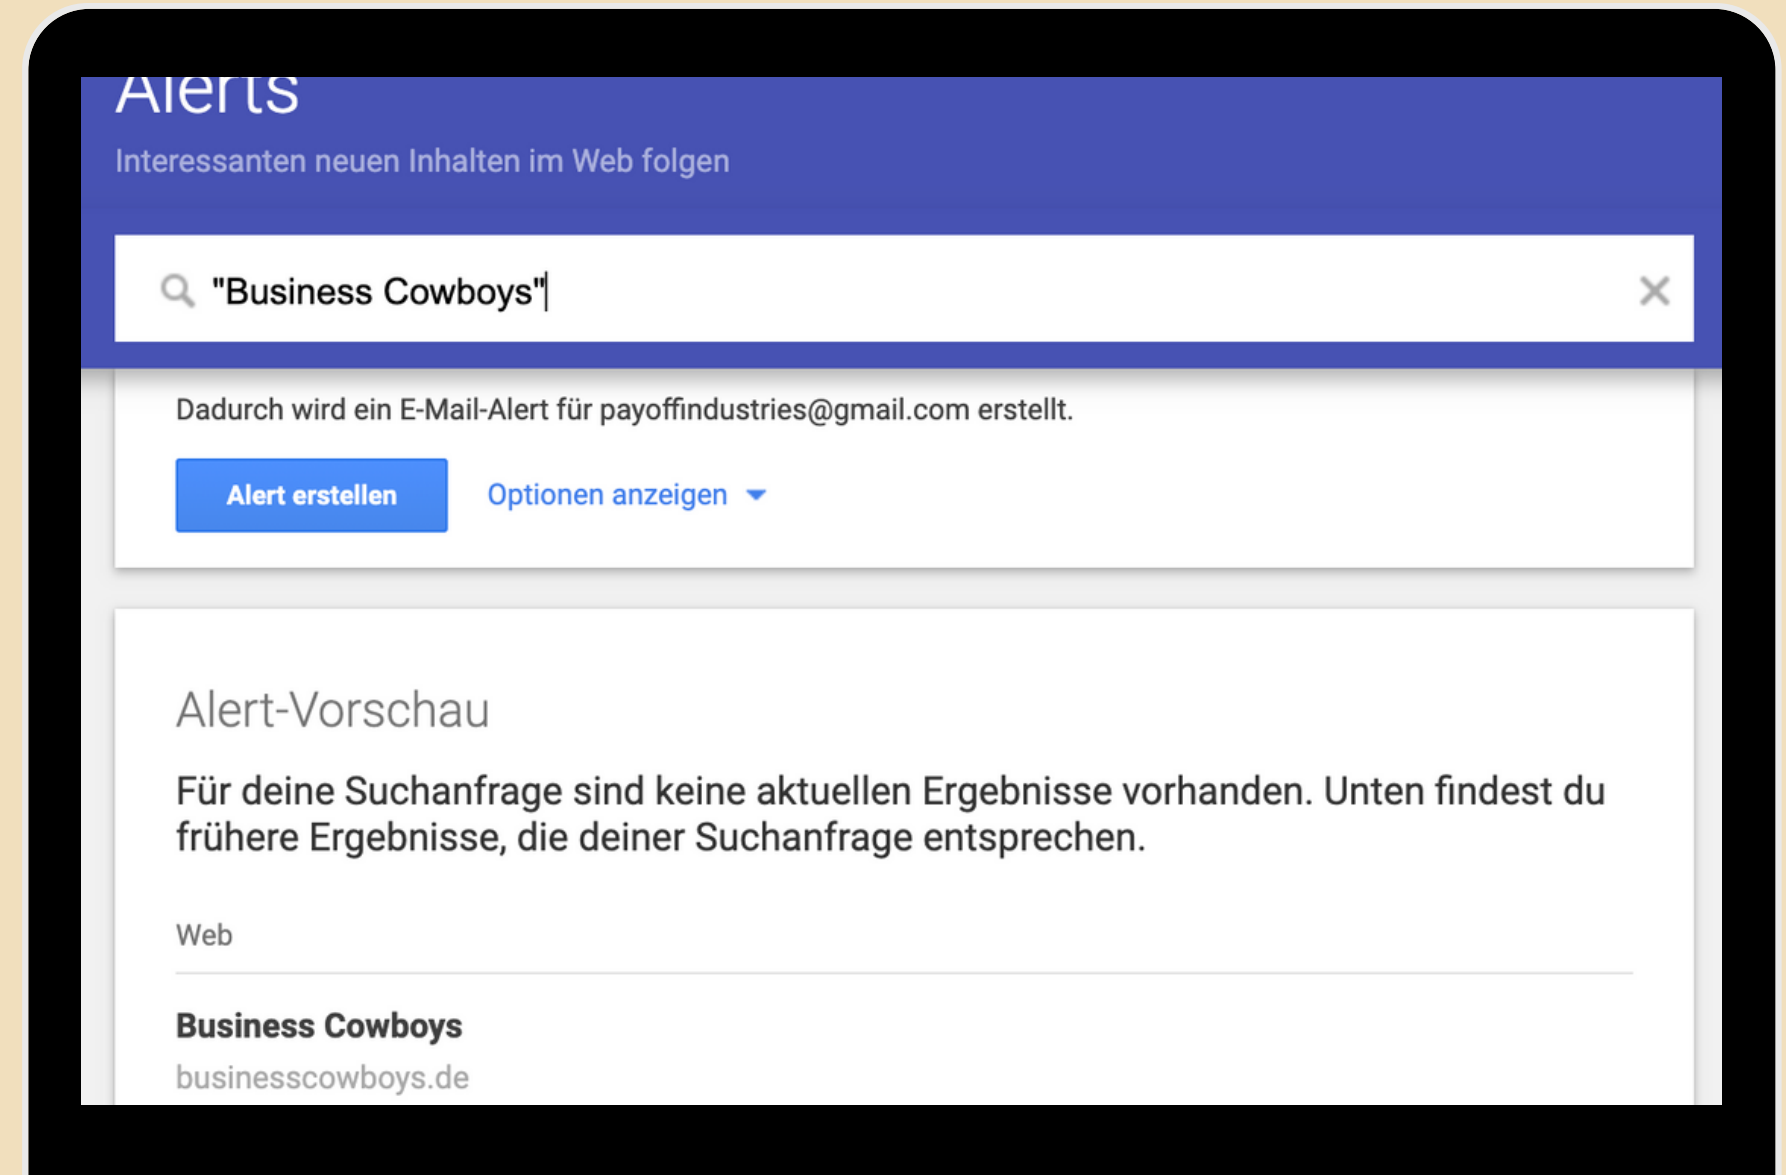 Alerts
Interessanten neuen Inhalten im Web folgen
"Business Cowboys"
Dadurch wird ein E-Mail-Alert für payoffindustries@gmail.com erstellt.
Alert erstellen
Optionen anzeigen
Alert-Vorschau
Für deine Suchanfrage sind keine aktuellen Ergebnisse vorhanden. Unten findest du
frühere Ergebnisse, die deiner Suchanfrage entsprechen.
Web
Business Cowboys
businesscowboys.de